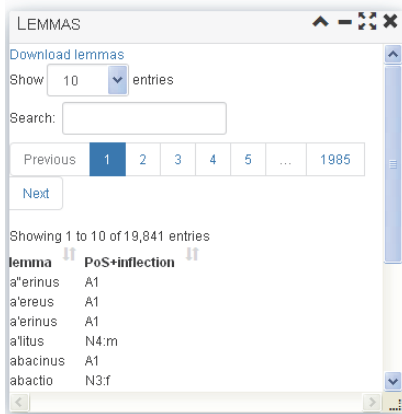 LEMMAS
Download lemmas
Show 10 entries
Search:
Previous 1 2 3 4 5 ... 1985
Next
Showing 1 to 10 of 19,841 entries
lemma PoS+inflection
a"erinus A1
a'ereus A1
a'erinus A1
a'litus N4:m
abacinus A1
abactio N3:f